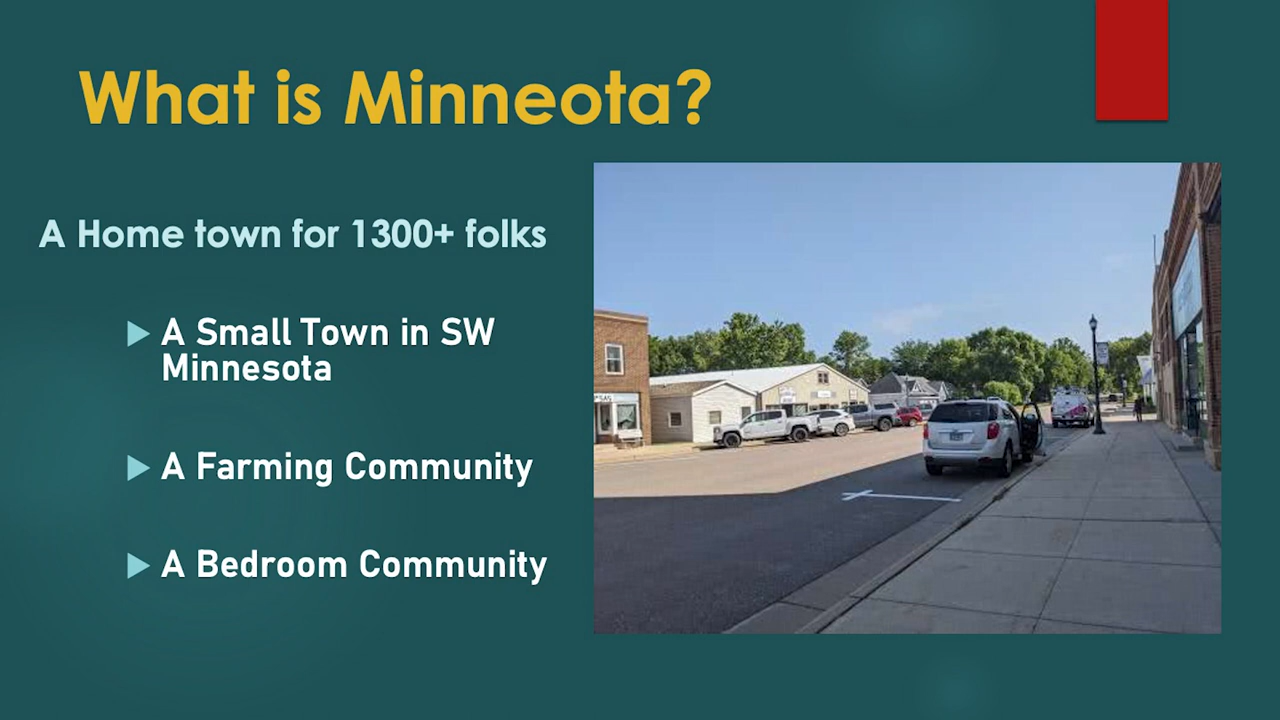 What is Minneota?
A Home town for 1300+ folks
A Small Town in SW
Minnesota
A Farming Community
A Bedroom Community